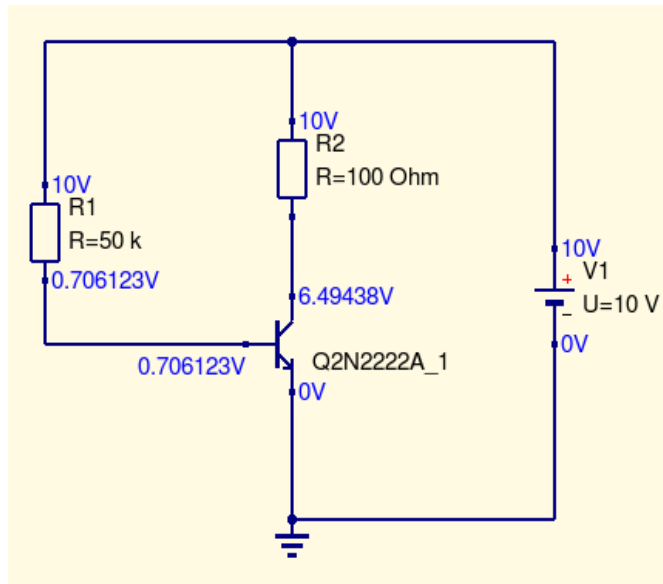 10V
R2
R=100 Ohm
10V
R1
R=50 k
0.706123V
10V
+
V1
U=10 V
-
6.49438V
0V
0.706123V
Q2N2222A_1
0V